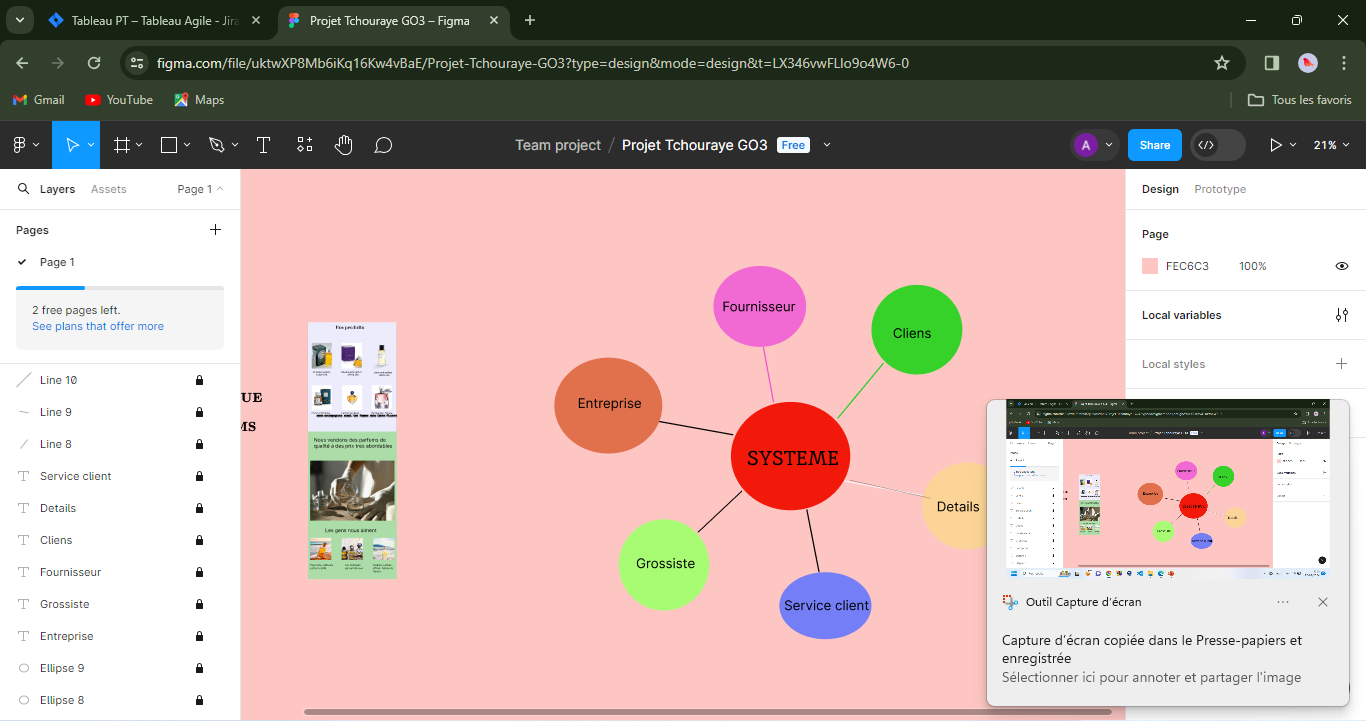 Tableau PT – Tableau Agile - Jira
Projet Tchouraye GO3 – Figma
figma.com/file/uktwXP8Mb6iKq16Kw4vBaE/Projet-Tchouraye-GO3?type=design&mode=design&t=LX346vwFLlo9o4W6-0
Gmail
YouTube
Maps
Tous les favoris
Team project / Projet Tchouraye GO3 Free
A
Share
21%
Layers
Assets
Page 1
Pages
Page 1
2 free pages left.
See plans that offer more
Line 10
Line 9
Line 8
Service client
Details
Cliens
Fournisseur
Grossiste
Entreprise
Ellipse 9
Ellipse 8
UE
MS
Nos produits
Nous vendons des parfums de
qualité à des prix tres abordables
Les gens nous aiment
Fournisseur
Cliens
Entreprise
SYSTEME
Details
Grossiste
Service client
Design
Prototype
Page
FEC6C3
100%
Local variables
Local styles
Outil Capture d'écran
Capture d'écran copiée dans le Presse-papiers et
enregistrée
Sélectionner ici pour annoter et partager l'image